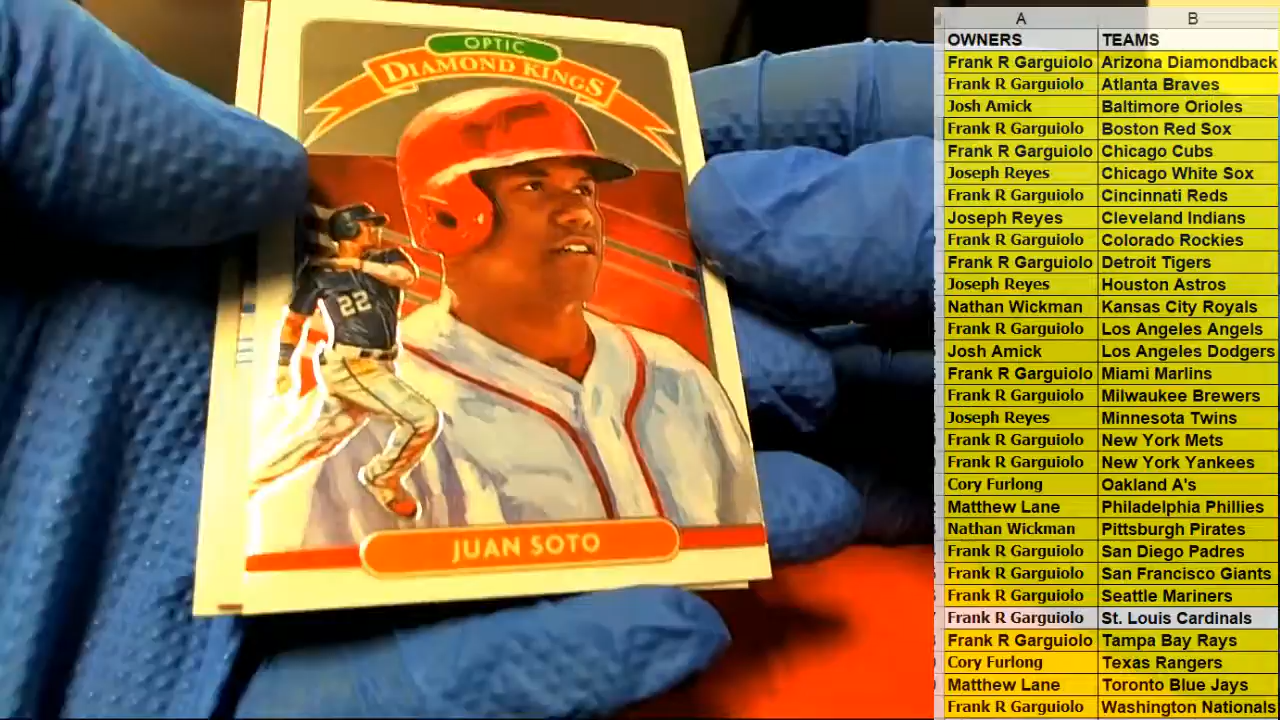 OPTIC
DIAMOND KINGS
22
JUAN SOTO
A B
OWNERS TEAMS
Frank R Garguiolo Arizona Diamondback
Frank R Garguiolo Atlanta Braves
Josh Amick Baltimore Orioles
Frank R Garguiolo Boston Red Sox
Frank R Garguiolo Chicago Cubs
Joseph Reyes Chicago White Sox
Frank R Garguiolo Cincinnati Reds
Joseph Reyes Cleveland Indians
Frank R Garguiolo Colorado Rockies
Frank R Garguiolo Detroit Tigers
Joseph Reyes Houston Astros
Nathan Wickman Kansas City Royals
Frank R Garguiolo Los Angeles Angels
Josh Amick Los Angeles Dodgers
Frank R Garguiolo Miami Marlins
Frank R Garguiolo Milwaukee Brewers
Joseph Reyes Minnesota Twins
Frank R Garguiolo New York Mets
Frank R Garguiolo New York Yankees
Cory Furlong Oakland A's
Matthew Lane Philadelphia Phillies
Nathan Wickman Pittsburgh Pirates
Frank R Garguiolo San Diego Padres
Frank R Garguiolo San Francisco Giants
Frank R Garguiolo Seattle Mariners
Frank R Garguiolo St. Louis Cardinals
Frank R Garguiolo Tampa Bay Rays
Cory Furlong Texas Rangers
Matthew Lane Toronto Blue Jays
Frank R Garguiolo Washington Nationals